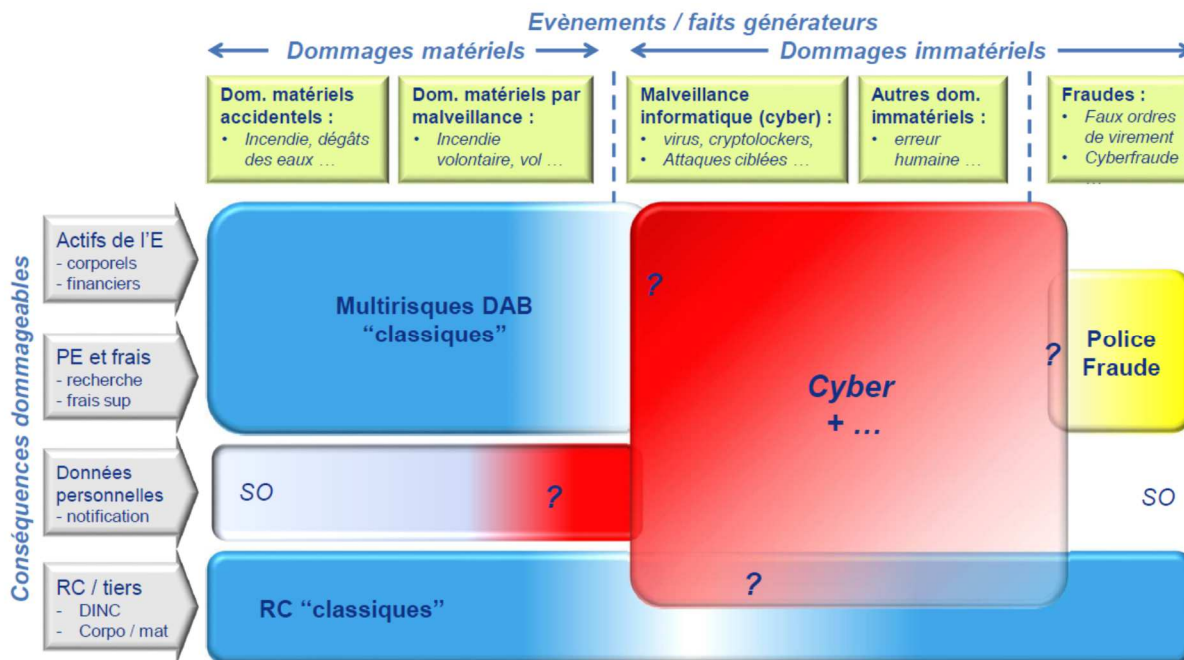 Evènements / faits générateurs
Dommages matériels
Dommages immatériels
Dom. matériels
accidentels :
• Incendie, dégâts
des eaux …
Dom. matériels par
malveillance :
• Incendie
volontaire, vol …
Malveillance
informatique (cyber) :
• virus, cryptolockers,
• Attaques ciblées …
Autres dom.
immatériels :
• erreur
humaine …
Fraudes :
• Faux ordres
de virement
• Cyberfraude
…
Conséquences dommageables
Actifs de l’E
- corporels
- financiers
Multirisques DAB
“classiques”
?
PE et frais
- recherche
- frais sup
Cyber
+ …
?
Police
Fraude
Données
personnelles
- notification
SO
?
SO
RC / tiers
- DINC
- Corpo / mat
RC “classiques”
?